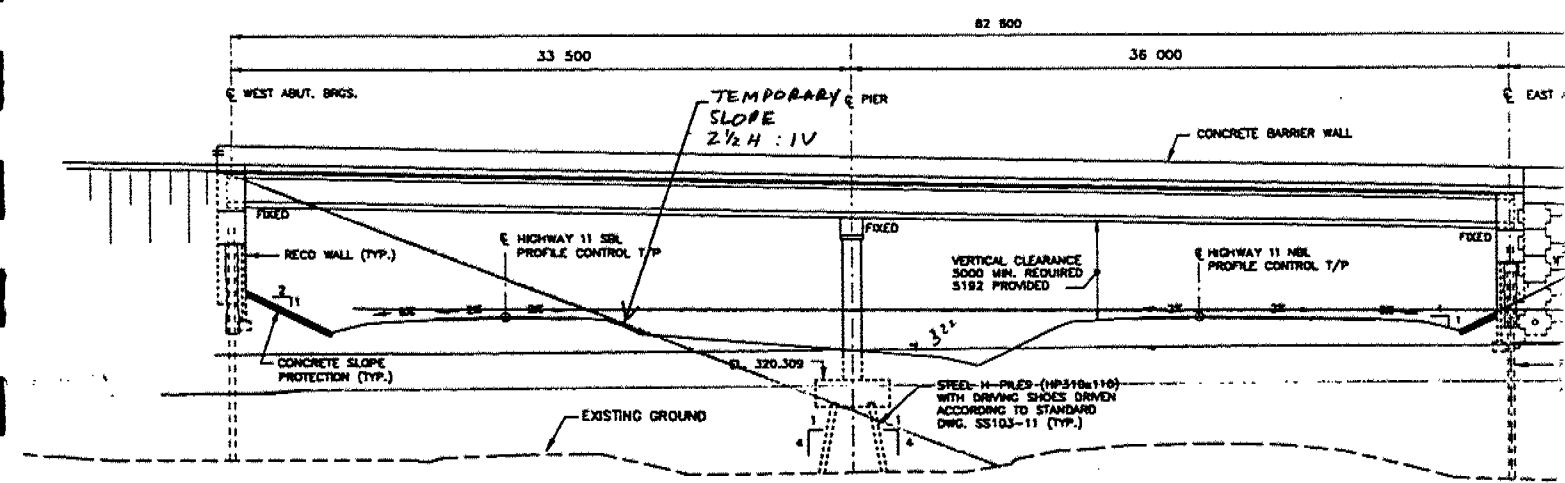 82 500
33 500
36 000
℄ WEST ABUT. BRGS.
TEMPORARY
SLOPE
2½ H : 1V
℄ PIER
℄ EAST
CONCRETE BARRIER WALL
FIXED
FIXED
FIXED
RECO WALL (TYP.)
℄ HIGHWAY 11 SBL
PROFILE CONTROL T/P
VERTICAL CLEARANCE
5000 MIN. REQUIRED
5192 PROVIDED
℄ HIGHWAY 11 NBL
PROFILE CONTROL T/P
2
1
1
322
CONCRETE SLOPE
PROTECTION (TYP.)
EL. 320.309
STEEL H-PILES (HP310x110)
WITH DRIVING SHOES DRIVEN
ACCORDING TO STANDARD
DWG. SS103-11 (TYP.)
EXISTING GROUND
1
4
1
4